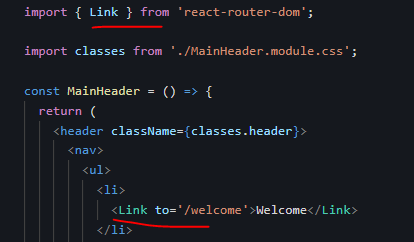 import { Link } from 'react-router-dom';
import classes from './MainHeader.module.css';
const MainHeader = () => {
return (
<header className={classes.header}>
<nav>
<ul>
<li>
<Link to='/welcome'>Welcome</Link>
</li>